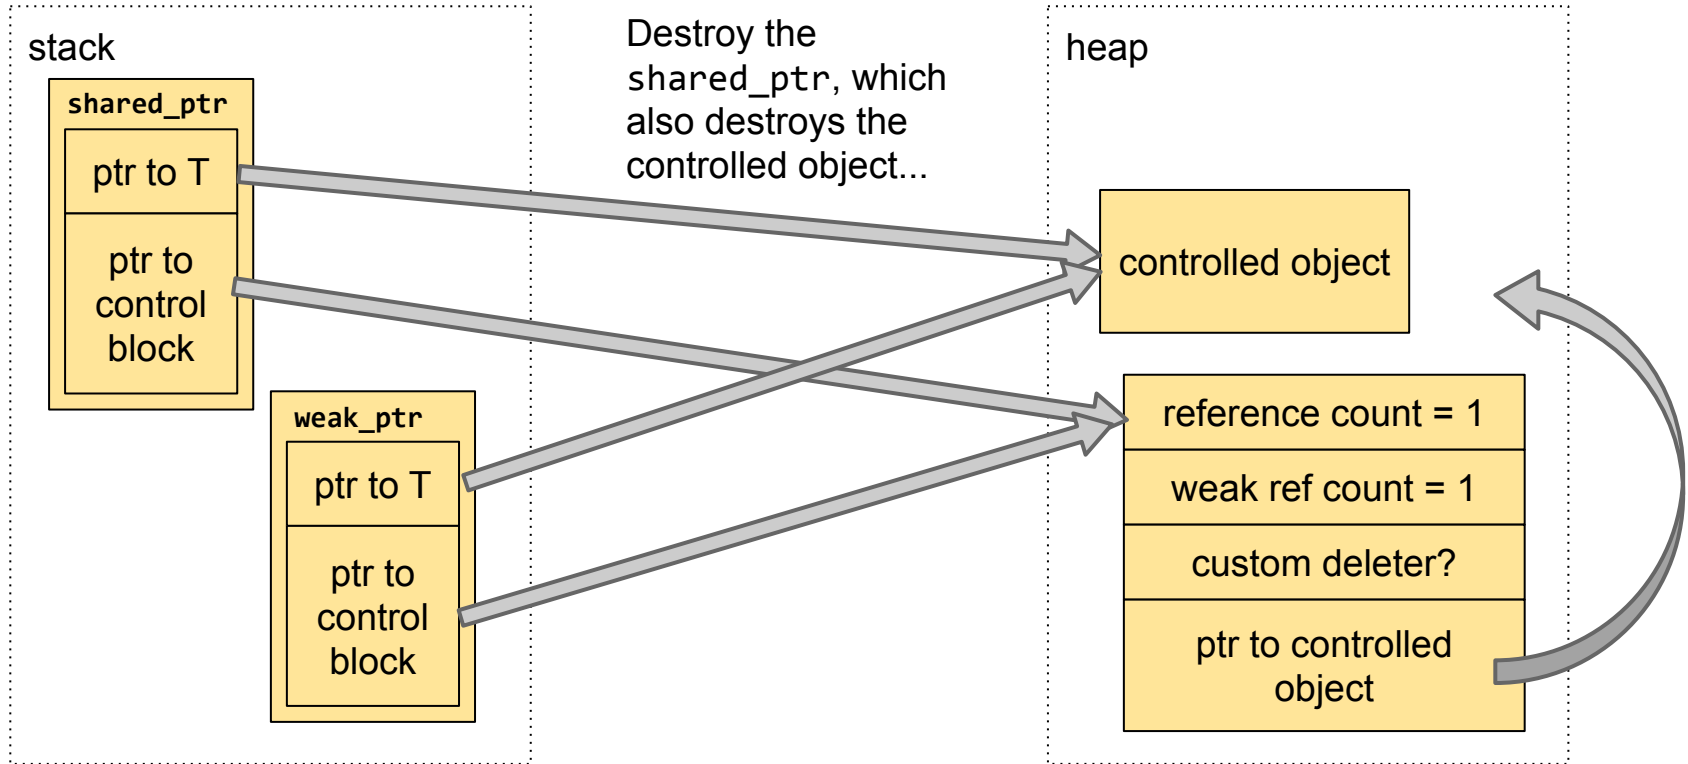 stack
shared_ptr
ptr to T
ptr to
control
block
weak_ptr
ptr to T
ptr to
control
block
Destroy the
shared_ptr, which
also destroys the
controlled object...
heap
controlled object
reference count = 1
weak ref count = 1
custom deleter?
ptr to controlled
object